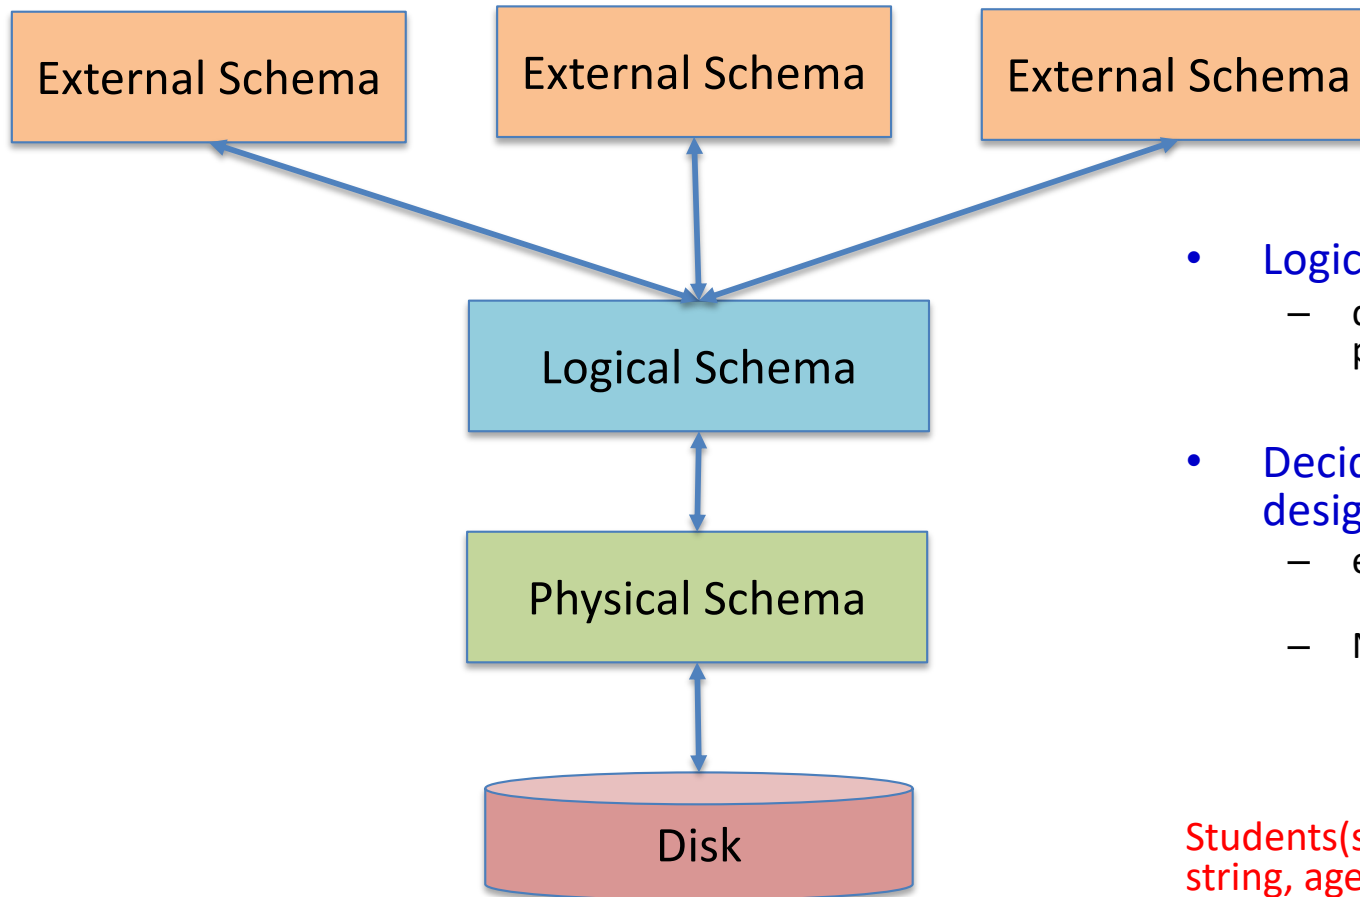 External Schema
External Schema
External Schema
Logical Schema
Physical Schema
Disk
• Logic
–
• Decid
desig
– e
–
Students(s
string, age